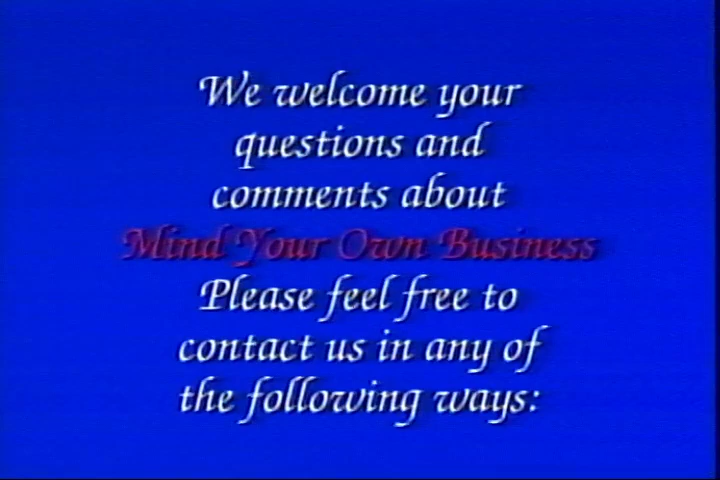 We welcome your
questions and
comments about
Mind Your Own Business
Please feel free to
contact us in any of
the following ways: